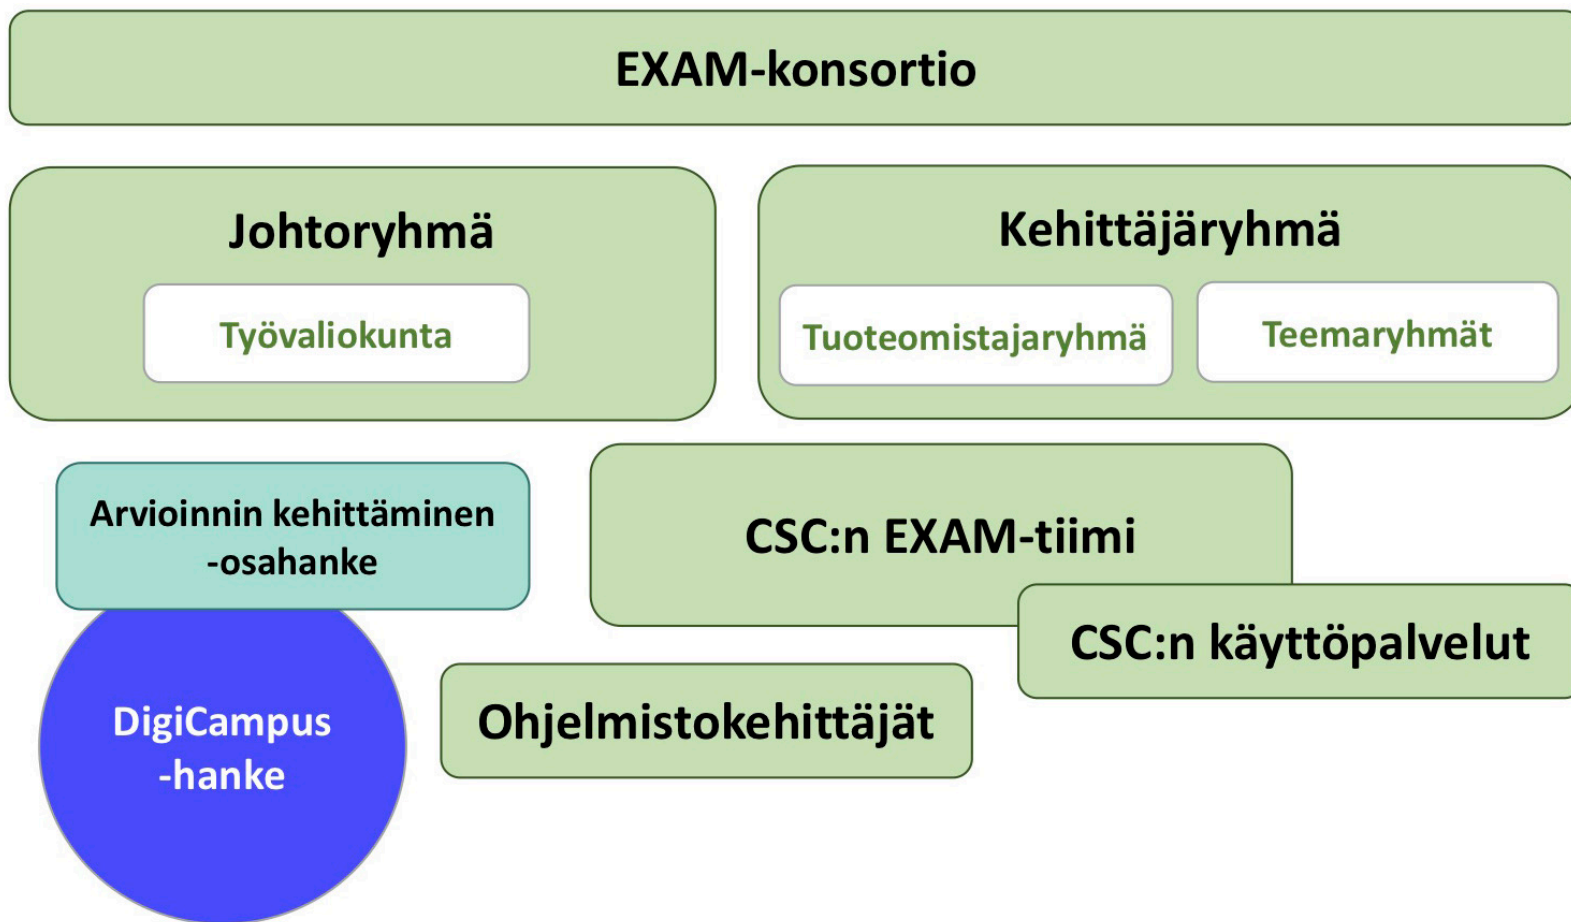 EXAM-konsortio
Johtoryhmä
Työvaliokunta
Kehittäjäryhmä
Tuoteomistajaryhmä
Teemaryhmät
Arvioinnin kehittäminen
-osahanke
CSC:n EXAM-tiimi
CSC:n käyttöpalvelut
DigiCampus
-hanke
Ohjelmistokehittäjät